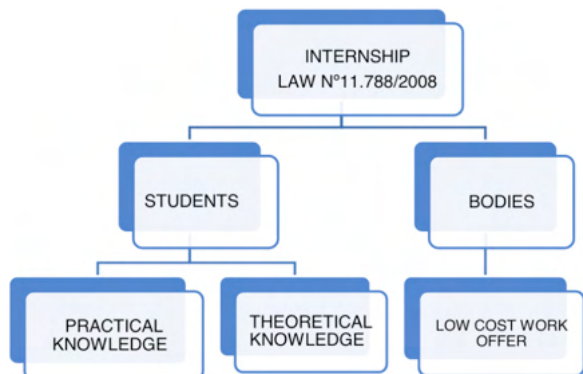 INTERNSHIP
LAW Nº11.788/2008
STUDENTS
BODIES
PRACTICAL
KNOWLEDGE
THEORETICAL
KNOWLEDGE
LOW COST WORK
OFFER